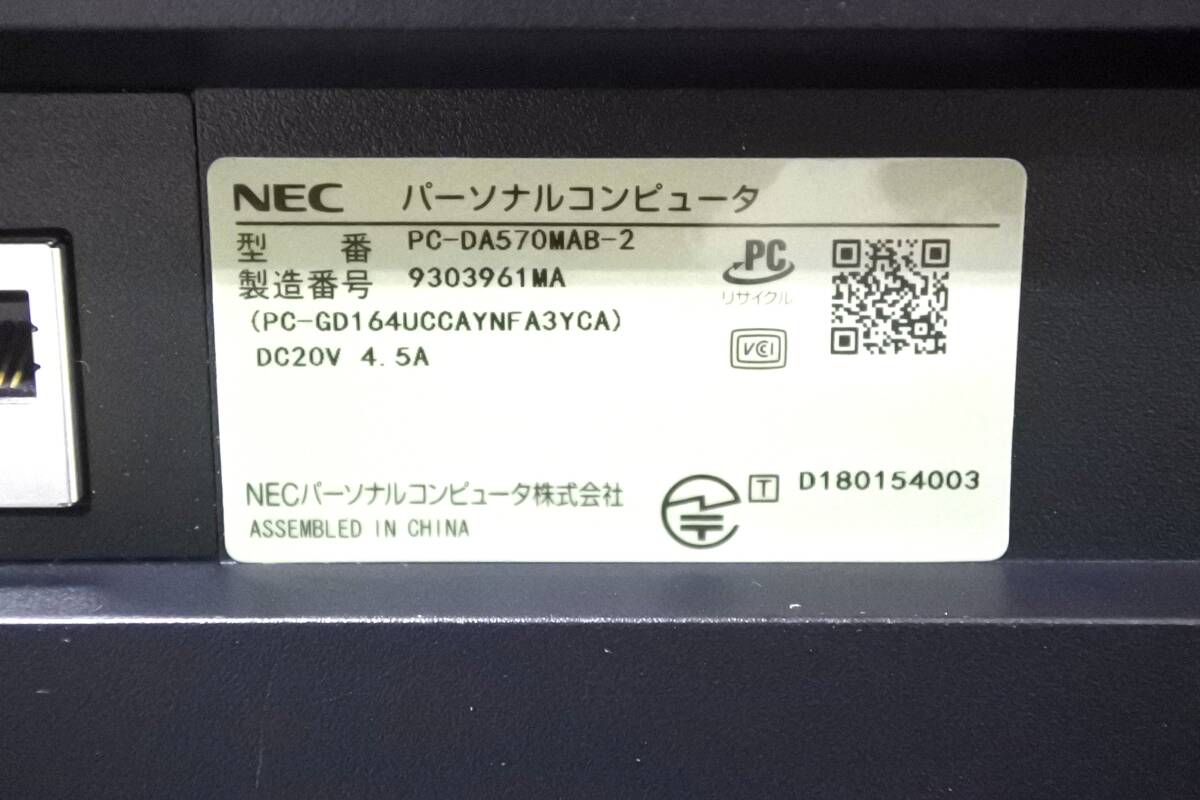 NEC パーソナルコンピュータ
型 番 PC-DA570MAB-2
製造番号 9303961MA
(PC-GD164UCCAYNFA3YCA)
DC20V 4.5A
PC
リサイクル
VCI
NECパーソナルコンピュータ株式会社
ASSEMBLED IN CHINA
T D180154003